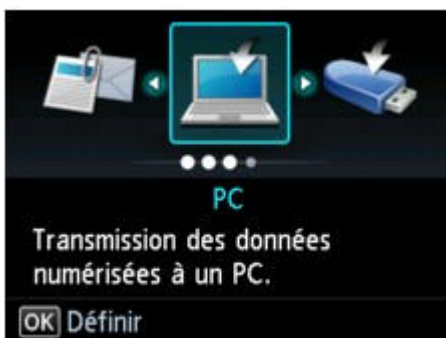 PC
Transmission des données
numérisées à un PC.
OK Définir